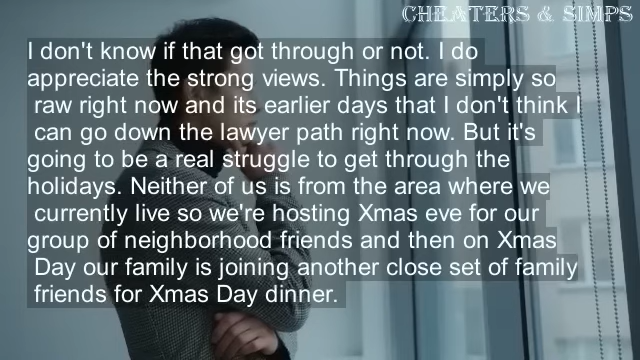 CHEATERS & SIMPS
I don't know if that got through or not. I do
appreciate the strong views. Things are simply so
raw right now and its earlier days that I don't think I
can go down the lawyer path right now. But it's
going to be a real struggle to get through the
holidays. Neither of us is from the area where we
currently live so we're hosting Xmas eve for our
group of neighborhood friends and then on Xmas
Day our family is joining another close set of family
friends for Xmas Day dinner.